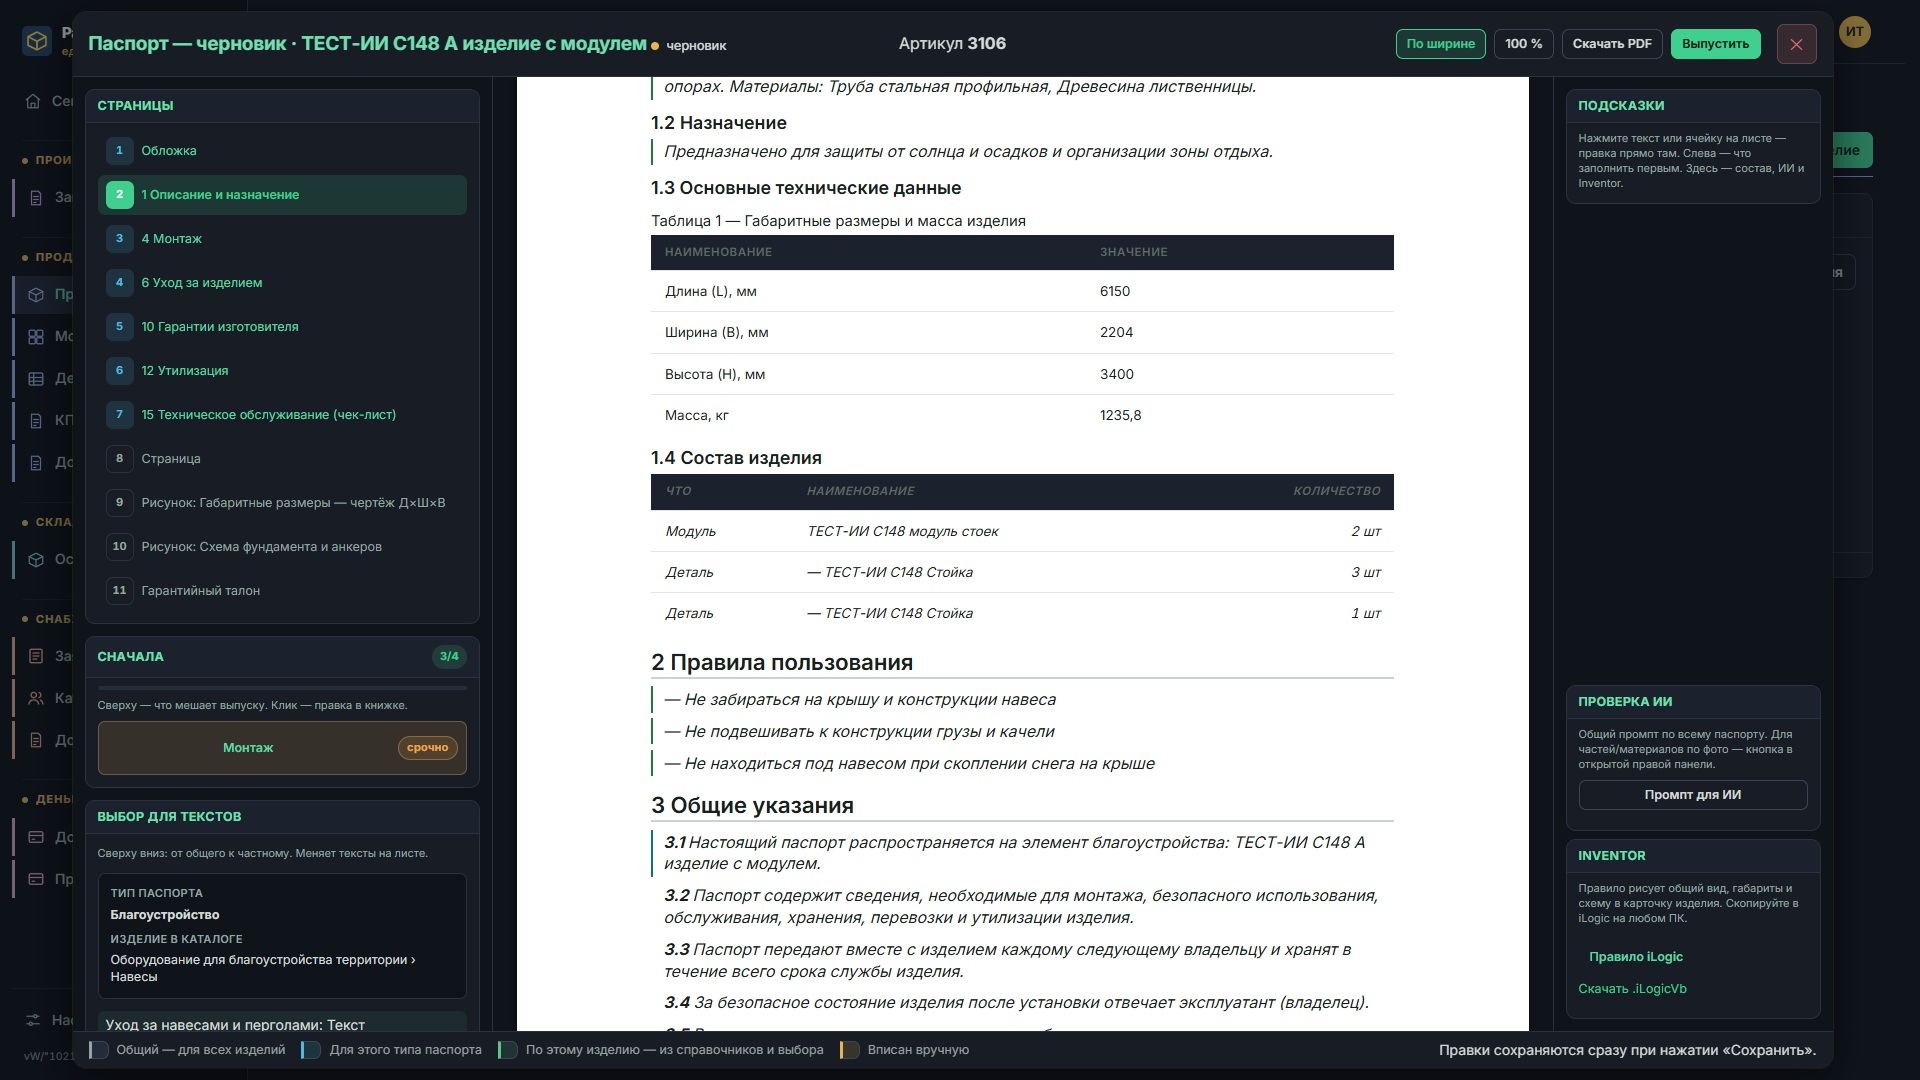 Паспорт — черновик · ТЕСТ-ИИ С148 А изделие с модулем
черновик
Артикул 3106
По ширине
100 %
Скачать PDF
Выпустить
ИТ
СТРАНИЦЫ
1 Обложка
2 1 Описание и назначение
3 4 Монтаж
4 6 Уход за изделием
5 10 Гарантии изготовителя
6 12 Утилизация
7 15 Техническое обслуживание (чек-лист)
8 Страница
9 Рисунок: Габаритные размеры — чертёж Д×Ш×В
10 Рисунок: Схема фундамента и анкеров
11 Гарантийный талон
СНАЧАЛА
3/4
Сверху — что мешает выпуску. Клик — правка в книжке.
Монтаж
срочно
ВЫБОР ДЛЯ ТЕКСТОВ
Сверху вниз: от общего к частному. Меняет тексты на листе.
ТИП ПАСПОРТА
Благоустройство
ИЗДЕЛИЕ В КАТАЛОГЕ
Оборудование для благоустройства территории ›
Навесы
Уход за навесами и перголами: Текст
опорах. Материалы: Труба стальная профильная, Древесина лиственницы.
1.2 Назначение
Предназначено для защиты от солнца и осадков и организации зоны отдыха.
1.3 Основные технические данные
Таблица 1 — Габаритные размеры и масса изделия
НАИМЕНОВАНИЕ ЗНАЧЕНИЕ
Длина (L), мм 6150
Ширина (B), мм 2204
Высота (H), мм 3400
Масса, кг 1235,8
1.4 Состав изделия
ЧТО НАИМЕНОВАНИЕ КОЛИЧЕСТВО
Модуль ТЕСТ-ИИ С148 модуль стоек 2 шт
Деталь — ТЕСТ-ИИ С148 Стойка 3 шт
Деталь — ТЕСТ-ИИ С148 Стойка 1 шт
2 Правила пользования
— Не забираться на крышу и конструкции навеса
— Не подвешивать к конструкции грузы и качели
— Не находиться под навесом при скоплении снега на крыше
3 Общие указания
3.1 Настоящий паспорт распространяется на элемент благоустройства: ТЕСТ-ИИ С148 А
изделие с модулем.
3.2 Паспорт содержит сведения, необходимые для монтажа, безопасного использования,
обслуживания, хранения, перевозки и утилизации изделия.
3.3 Паспорт передают вместе с изделием каждому следующему владельцу и хранят в
течение всего срока службы изделия.
3.4 За безопасное состояние изделия после установки отвечает эксплуатант (владелец).
ПОДСКАЗКИ
Нажмите текст или ячейку на листе —
правка прямо там. Слева — что
заполнить первым. Здесь — состав, ИИ и
Inventor.
ПРОВЕРКА ИИ
Общий промпт по всему паспорту. Для
частей/материалов по фото — кнопка в
открытой правой панели.
Промпт для ИИ
INVENTOR
Правило рисует общий вид, габариты и
схему в карточку изделия. Скопируйте в
iLogic на любом ПК.
Правило iLogic
Скачать .iLogicVb
Общий — для всех изделий
Для этого типа паспорта
По этому изделию — из справочников и выбора
Вписан вручную
Правки сохраняются сразу при нажатии «Сохранить».